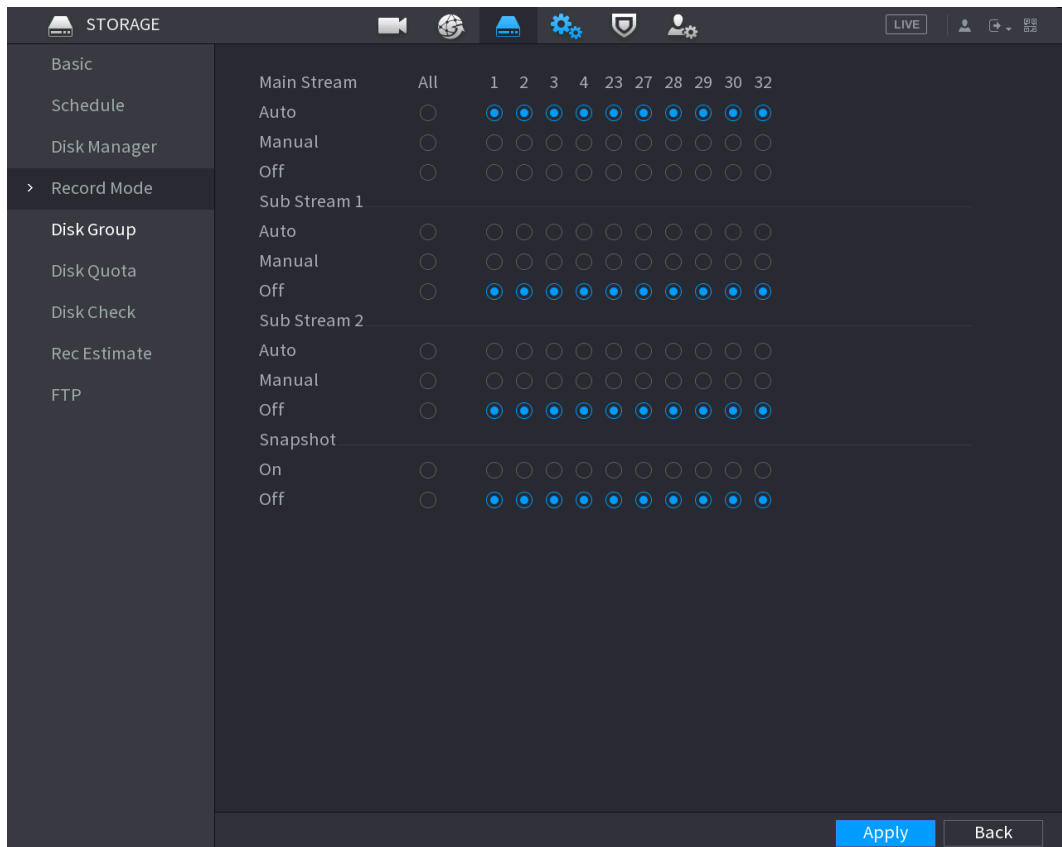 STORAGE
LIVE
Basic
Schedule
Disk Manager
Record Mode
Disk Group
Disk Quota
Disk Check
Rec Estimate
FTP
Main Stream All 1 2 3 4 23 27 28 29 30 32
Auto
Manual
Off
Sub Stream 1
Auto
Manual
Off
Sub Stream 2
Auto
Manual
Off
Snapshot
On
Off
Apply Back